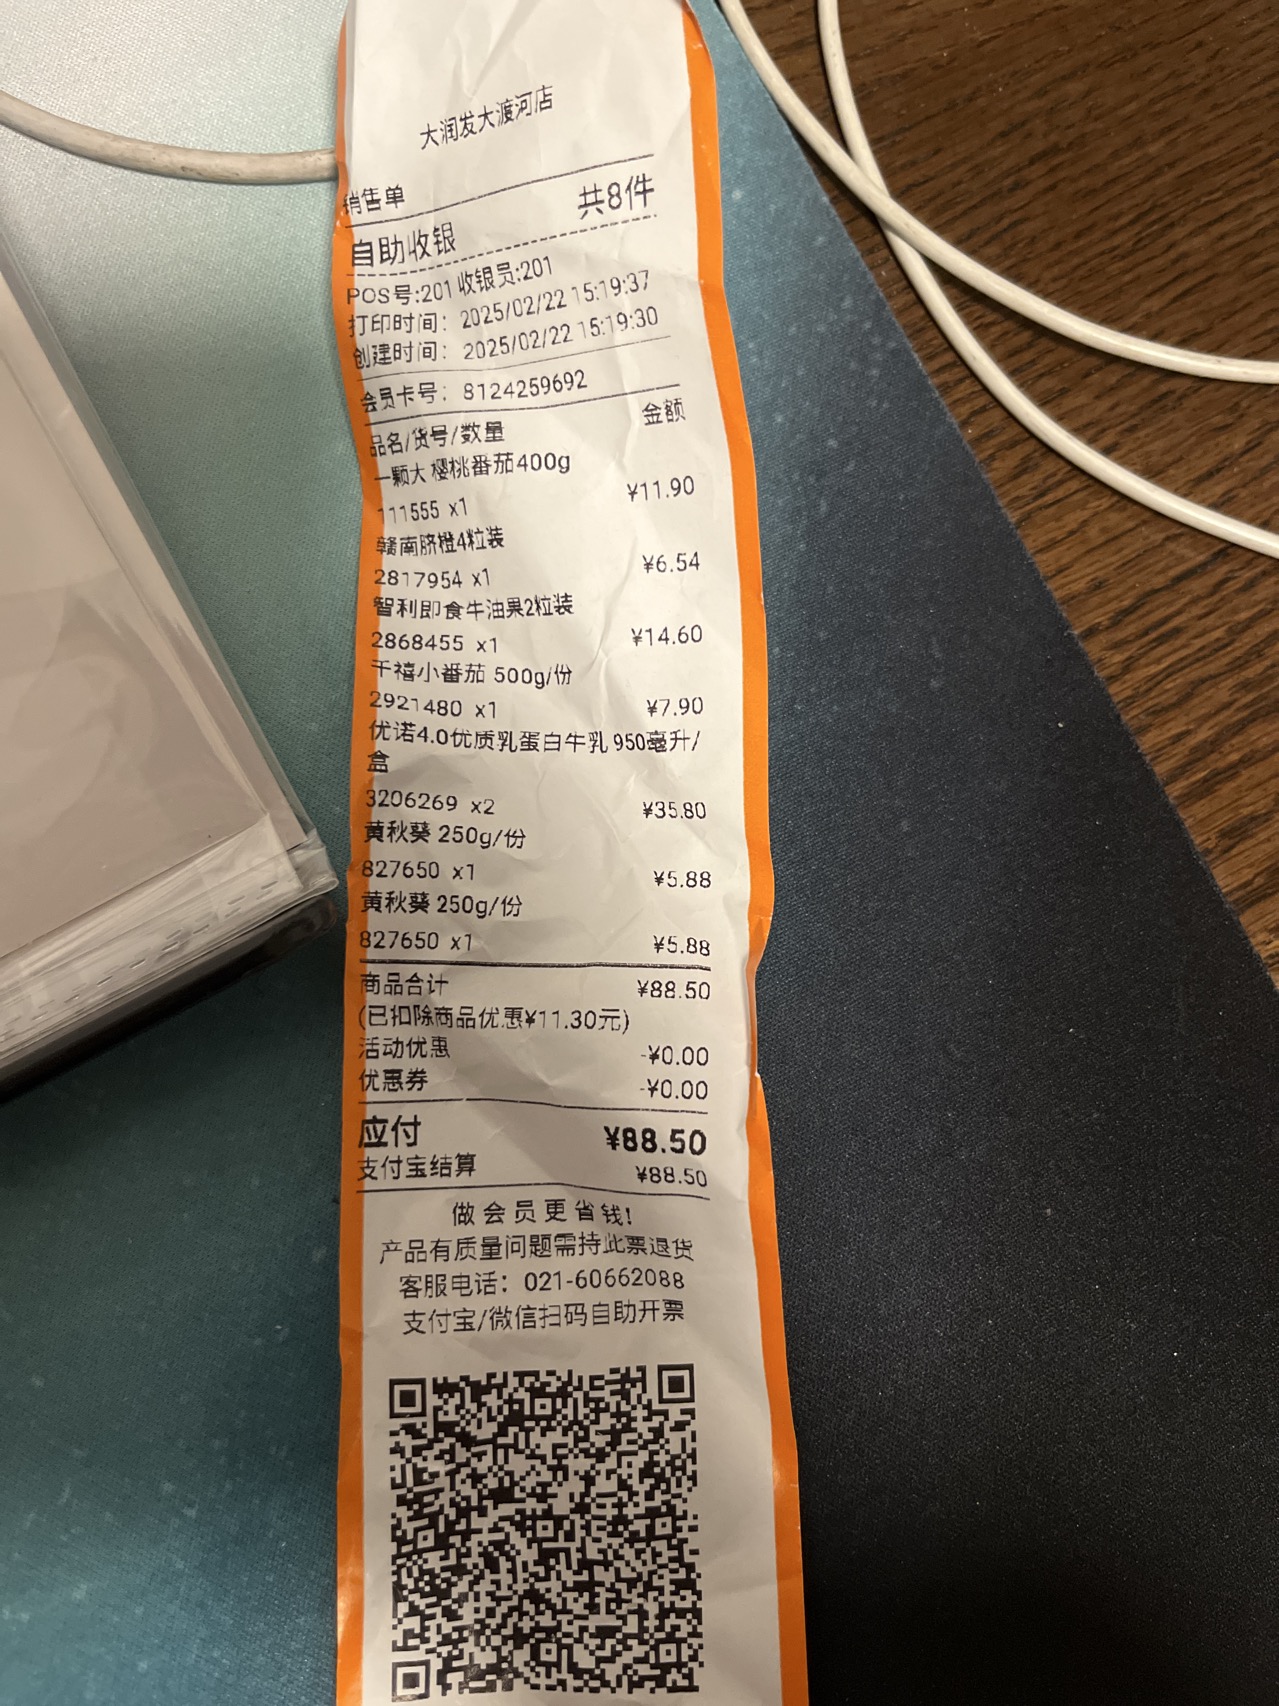 大润发大渡河店
销售单 共8件
自助收银
POS号:201 收银员:201
打印时间： 2025/02/22 15:19:37
创建时间： 2025/02/22 15:19:30
会员卡号： 8124259692
品名/货号/数量 金额
一颗大 樱桃番茄400g
111555 x1 ¥11.90
赣南脐橙4粒装
2817954 x1 ¥6.54
智利即食牛油果2粒装
2868455 x1 ¥14.60
千禧小番茄 500g/份
2921480 x1 ¥7.90
优诺4.0优质乳蛋白牛乳 950毫升/
盒
3206269 x2 ¥35.80
黄秋葵 250g/份
827650 x1 ¥5.88
黄秋葵 250g/份
827650 x1 ¥5.88
商品合计 ¥88.50
(已扣除商品优惠¥11.30元)
活动优惠 -¥0.00
优惠券 -¥0.00
应付 ¥88.50
支付宝结算 ¥88.50
做会员更省钱!
产品有质量问题需持此票退货
客服电话： 021-60662088
支付宝/微信扫码自助开票